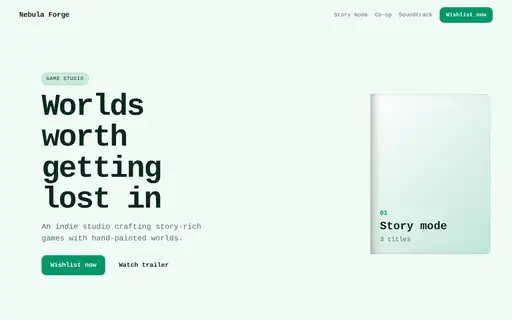 Nebula Forge
Story mode Co-op Soundtrack Wishlist now
GAME STUDIO
Worlds
worth
getting
lost in
An indie studio crafting story-rich
games with hand-painted worlds.
Wishlist now Watch trailer
01
Story mode
3 titles